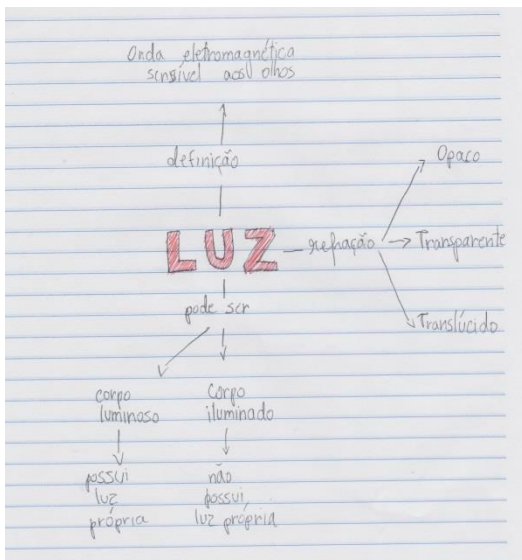 Onda eletromagnética
sensível aos olhos
definição
LUZ
refração
Opaco
Transparente
Translúcido
pode ser
corpo
luminoso
possui
luz
própria
Corpo
iluminado
não
possui
luz própria